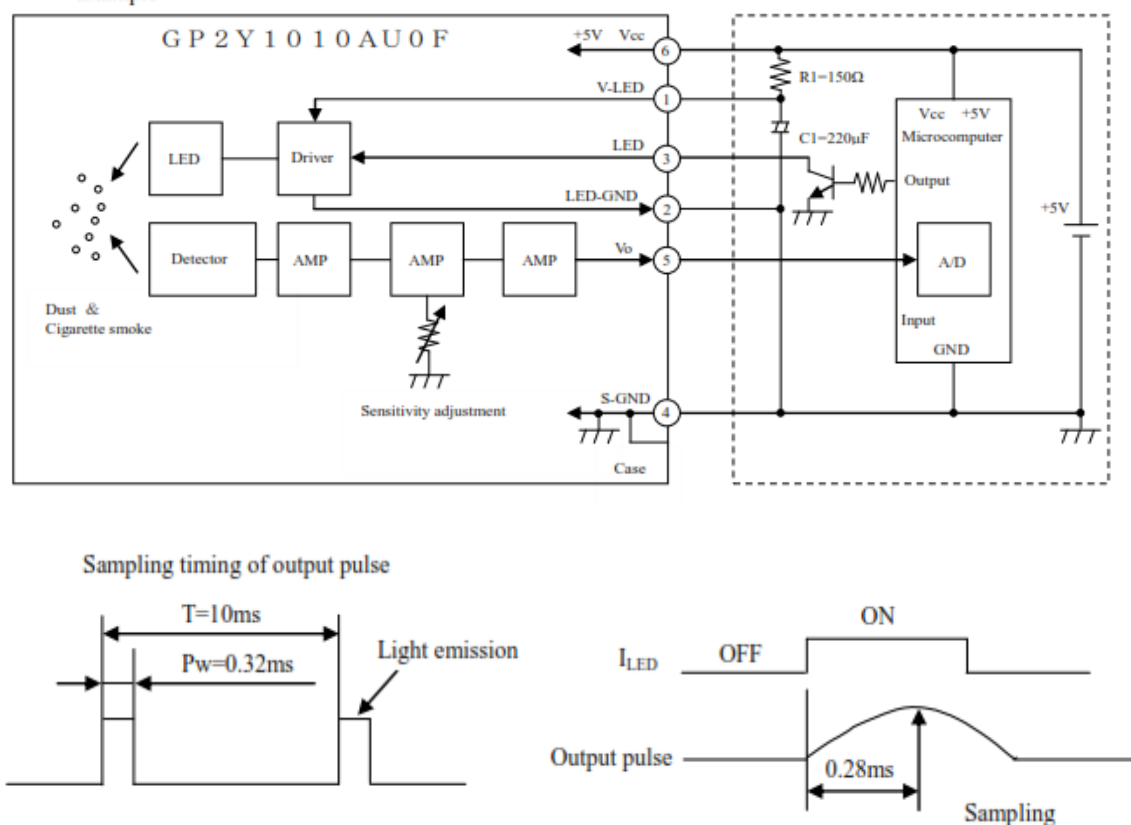 GP2Y1010AU0F
+5V Vcc
6
R1=150Ω
V-LED
1
Vcc +5V
Microcomputer
C1=220μF
LED
Driver
LED
3
Output
LED-GND
2
+5V
Vo
5
Detector
AMP
AMP
AMP
A/D
Dust &
Cigarette smoke
Input
GND
S-GND
4
Sensitivity adjustment
Case
Sampling timing of output pulse
T=10ms
Pw=0.32ms
Light emission
ON
ILED
OFF
Output pulse
0.28ms
Sampling